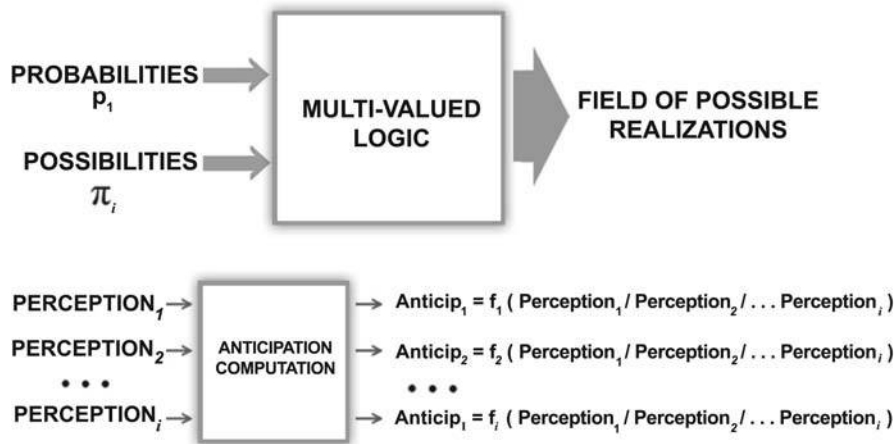 PROBABILITIES
p₁
POSSIBILITIES
πᵢ
MULTI-VALUED
LOGIC
FIELD OF POSSIBLE
REALIZATIONS
PERCEPTION₁
PERCEPTION₂
• • •
PERCEPTIONᵢ
ANTICIPATION
COMPUTATION
Anticip₁ = f₁ ( Perception₁ / Perception₂ / . . . Perceptionᵢ )
Anticip₂ = f₂ ( Perception₁ / Perception₂ / . . . Perceptionᵢ )
• • •
Anticipₗ = fᵢ ( Perception₁ / Perception₂ / . . . Perceptionᵢ )